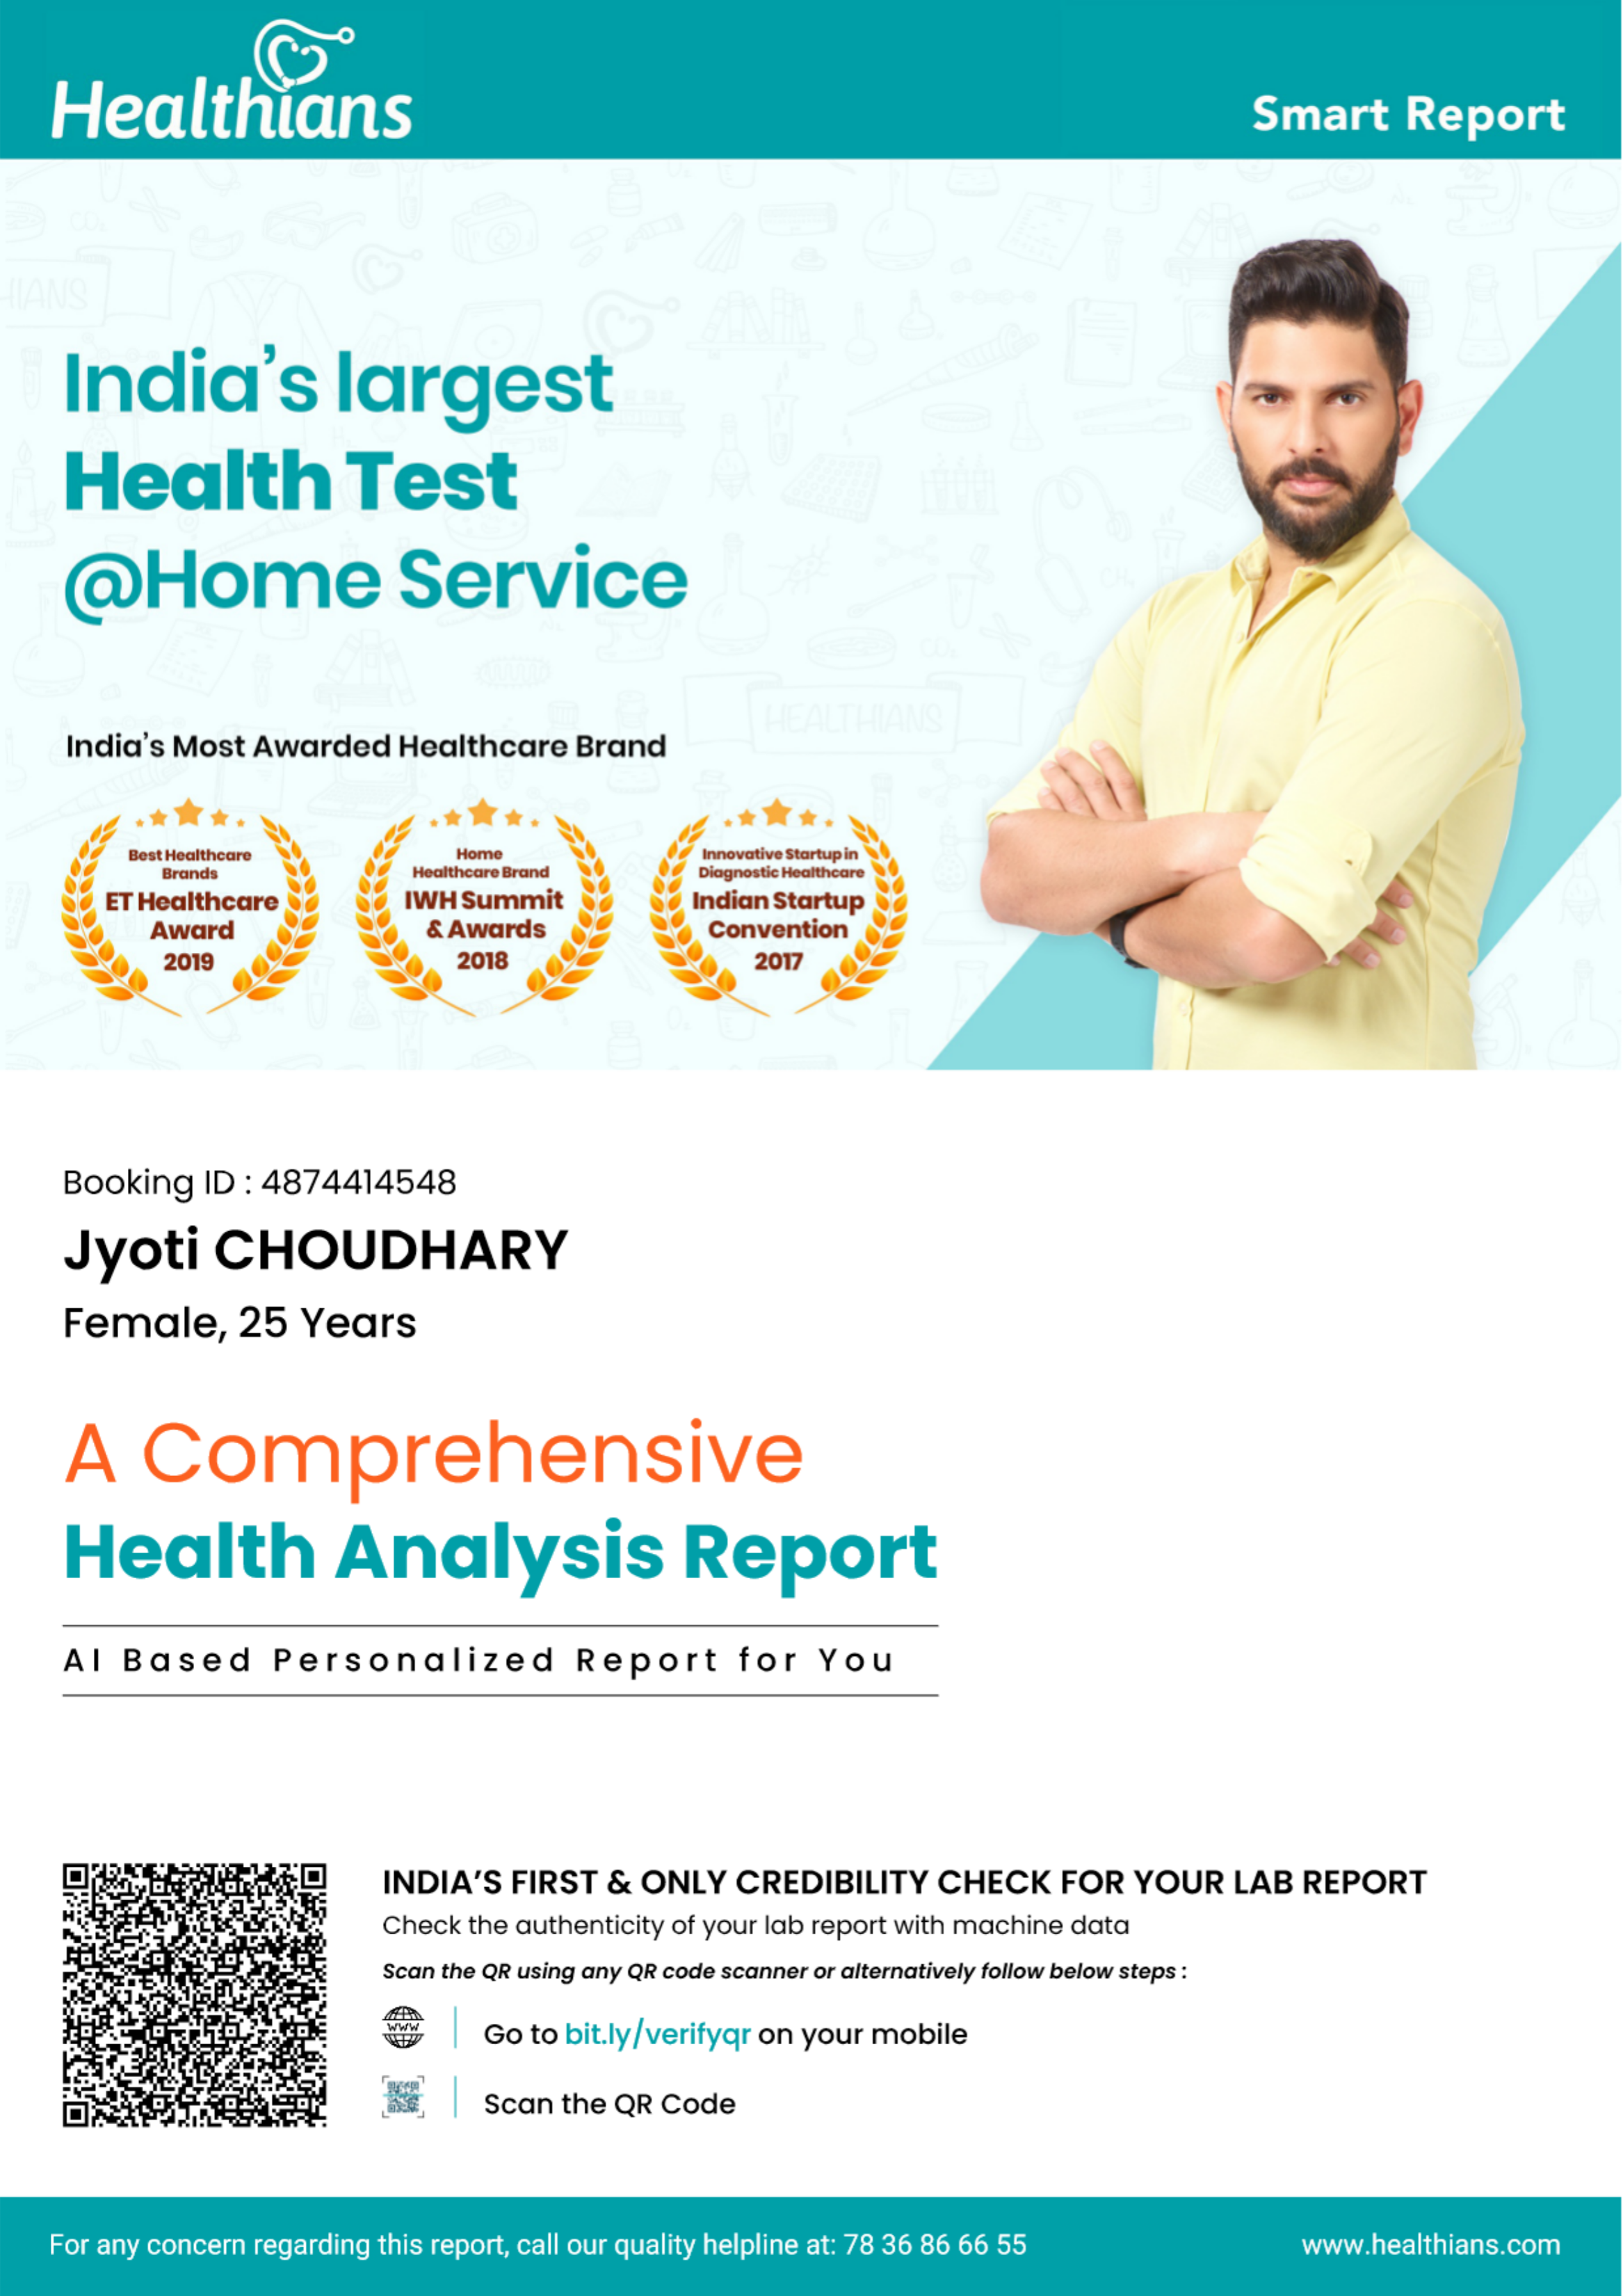 Healthians
Smart Report
HIANS
India's largest
Health Test
@Home Service
HEALTHIANS
India's Most Awarded Healthcare Brand
Best Healthcare
Brands
ET Healthcare
Award
2019
Home
Healthcare Brand
IWH Summit
& Awards
2018
Innovative Startup in
Diagnostic Healthcare
Indian Startup
Convention
2017
Booking ID : 4874414548
Jyoti CHOUDHARY
Female, 25 Years
A Comprehensive
Health Analysis Report
AI Based Personalized Report for You
INDIA'S FIRST & ONLY CREDIBILITY CHECK FOR YOUR LAB REPORT
Check the authenticity of your lab report with machine data
Scan the QR using any QR code scanner or alternatively follow below steps :
www
Go to bit.ly/verifyqr on your mobile
Scan the QR Code
For any concern regarding this report, call our quality helpline at: 78 36 86 66 55
www.healthians.com